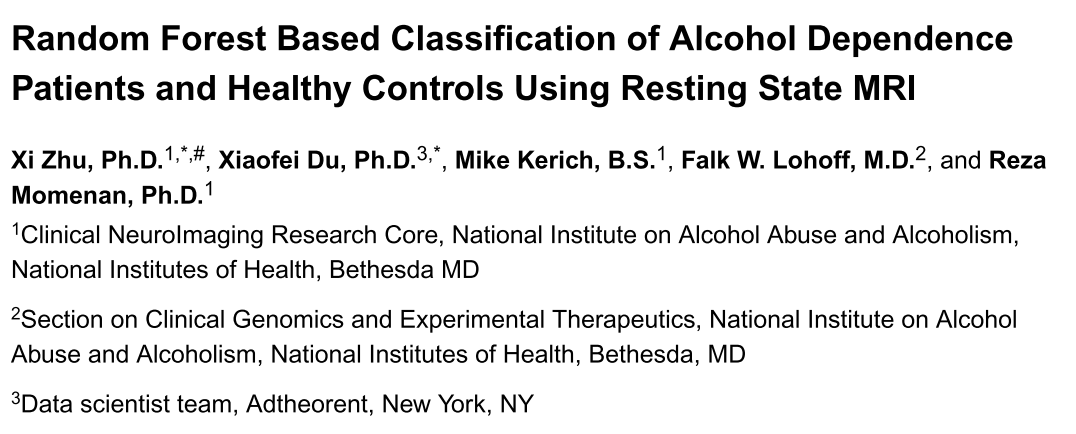 Random Forest Based Classification of Alcohol Dependence
Patients and Healthy Controls Using Resting State MRI
Xi Zhu, Ph.D.1,*,#, Xiaofei Du, Ph.D.3,*, Mike Kerich, B.S.1, Falk W. Lohoff, M.D.2, and Reza
Momenan, Ph.D.1
1Clinical NeuroImaging Research Core, National Institute on Alcohol Abuse and Alcoholism,
National Institutes of Health, Bethesda MD
2Section on Clinical Genomics and Experimental Therapeutics, National Institute on Alcohol
Abuse and Alcoholism, National Institutes of Health, Bethesda, MD
3Data scientist team, Adtheorent, New York, NY